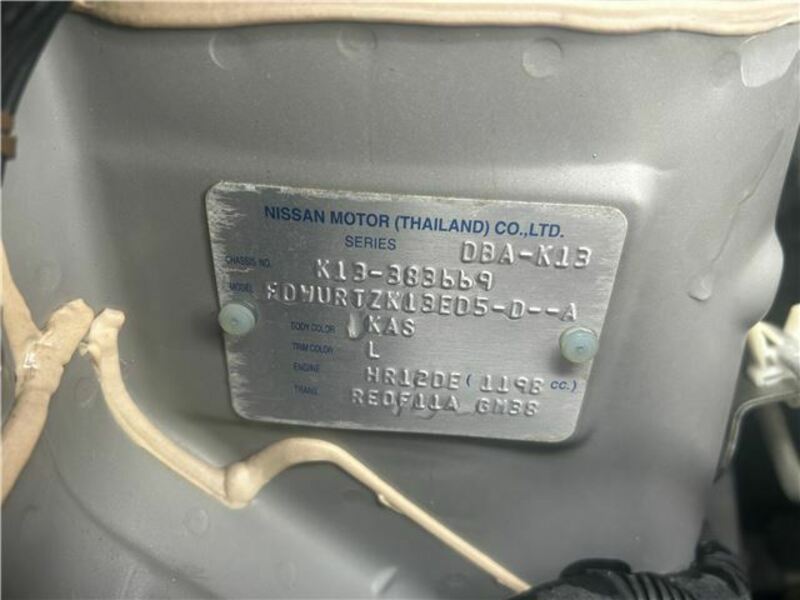 NISSAN MOTOR (THAILAND) CO.,LTD.
SERIES DBA-K13
CHASSIS NO. K13-383669
MODEL FDWURTZK13ED5-D--A
BODY COLOR KAS
TRIM COLOR L
ENGINE HR12DE (1198 CC.)
TRANS. RE0F11A GM38